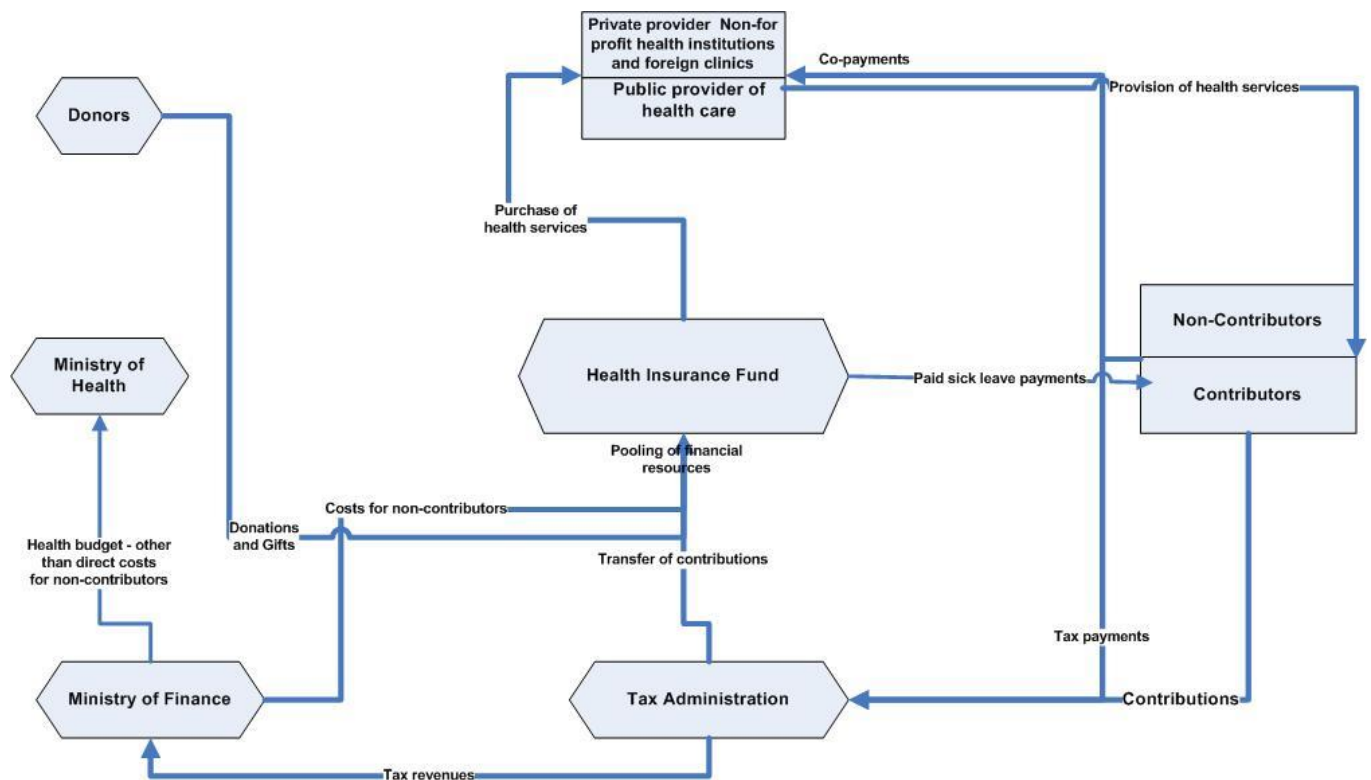 Private provider Non-for
profit health institutions
and foreign clinics
Public provider of
health care
Co-payments
Provision of health services
Donors
Purchase of
health services
Non-Contributors
Contributors
Ministry of
Health
Health Insurance Fund
Paid sick leave payments
Pooling of financial
resources
Costs for non-contributors
Donations
and Gifts
Health budget - other
than direct costs
for non-contributors
Transfer of contributions
Tax payments
Ministry of Finance
Tax Administration
Contributions
Tax revenues